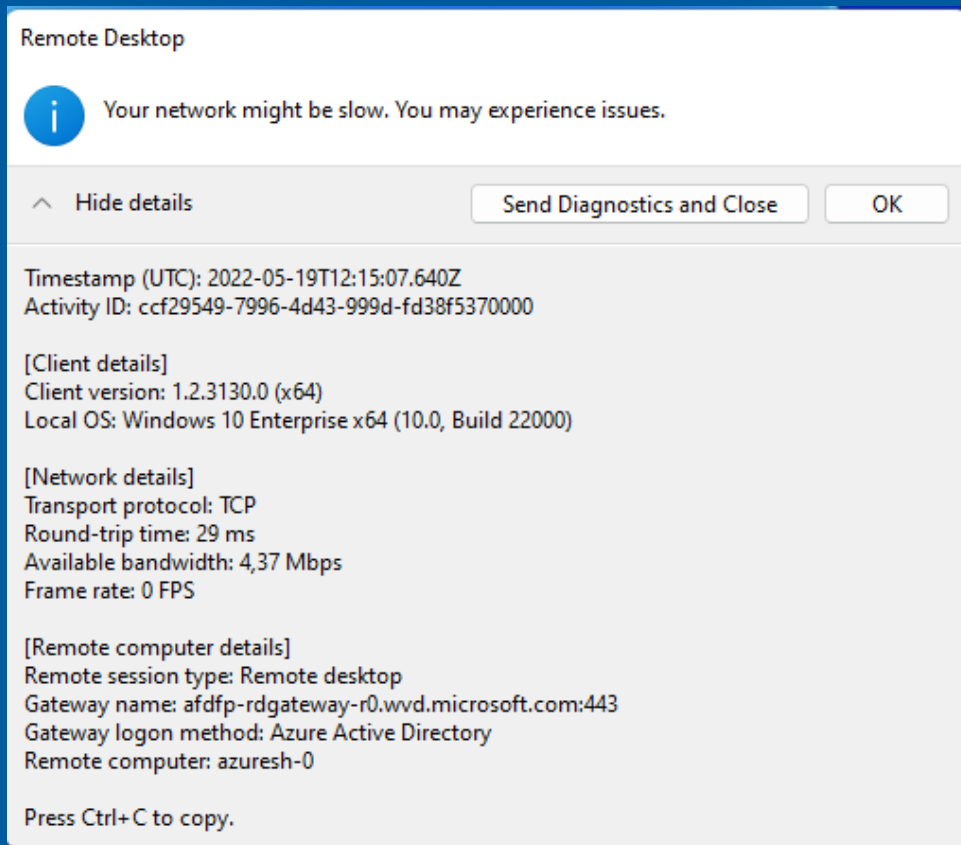 Remote Desktop
Your network might be slow. You may experience issues.
Hide details
Send Diagnostics and Close
OK
Timestamp (UTC): 2022-05-19T12:15:07.640Z
Activity ID: ccf29549-7996-4d43-999d-fd38f5370000
[Client details]
Client version: 1.2.3130.0 (x64)
Local OS: Windows 10 Enterprise x64 (10.0, Build 22000)
[Network details]
Transport protocol: TCP
Round-trip time: 29 ms
Available bandwidth: 4,37 Mbps
Frame rate: 0 FPS
[Remote computer details]
Remote session type: Remote desktop
Gateway name: afdfp-rdgateway-r0.wvd.microsoft.com:443
Gateway logon method: Azure Active Directory
Remote computer: azuresh-0
Press Ctrl+C to copy.